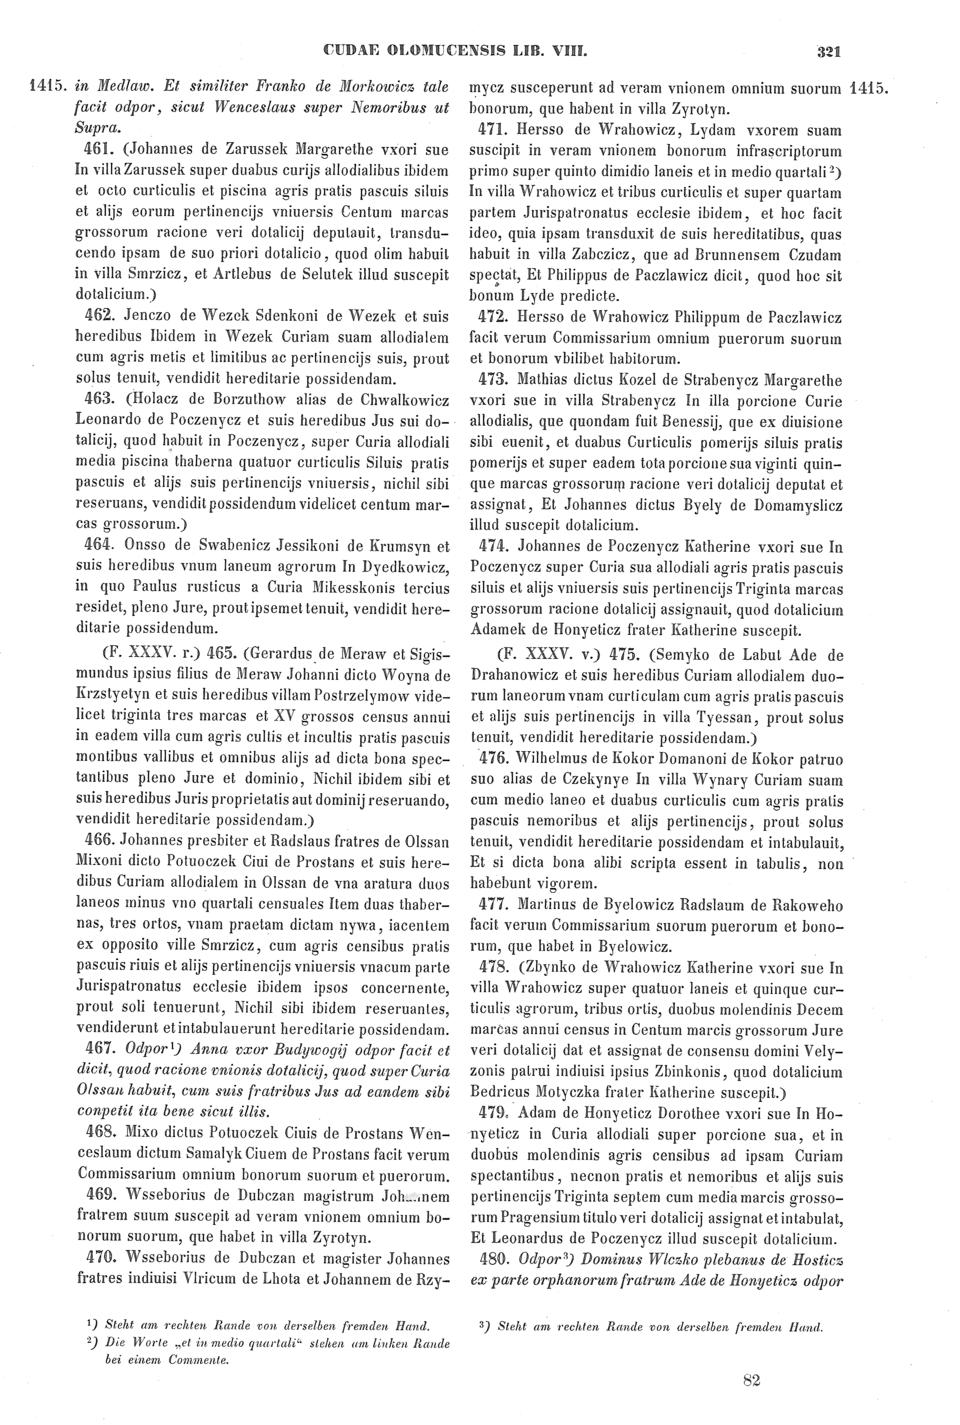 CUDAE OLOMUCENSIS LIB. VIII. 321
1415. in Medlaw. Et similiter Franko de Morkowicz tale
facit odpor, sicut Wenceslaus super Nemoribus ut
Supra.
461. (Johannes de Zarussek Margarethe vxori sue
In villa Zarussek super duabus curijs allodialibus ibidem
et octo curticulis et piscina agris pratis pascuis siluis
et alijs eorum pertinencijs vniuersis Centum marcas
grossorum racione veri dotalicij deputauit, transdu-
cendo ipsam de suo priori dotalicio, quod olim habuit
in villa Smrzicz, et Artlebus de Selutek illud suscepit
dotalicium.)
462. Jenczo de Wezek Sdenkoni de Wezek et suis
heredibus Ibidem in Wezek Curiam suam allodialem
cum agris metis et limitibus ac pertinencijs suis, prout
solus tenuit, vendidit hereditarie possidendam.
463. (Holacz de Borzuthow alias de Chwalkowicz
Leonardo de Poczenycz et suis heredibus Jus sui do-
talicij, quod habuit in Poczenycz, super Curia allodiali
media piscina thaberna quatuor curticulis Siluis pratis
pascuis et alijs suis pertinencijs vniuersis, nichil sibi
reseruans, vendidit possidendum videlicet centum mar-
cas grossorum.)
464. Onsso de Swabenicz Jessikoni de Krumsyn et
suis heredibus vnum laneum agrorum In Dyedkowicz,
in quo Paulus rusticus a Curia Mikesskonis tercius
residet, pleno Jure, prout ipsemet tenuit, vendidit here-
ditarie possidendum.
(F. XXXV. r.) 465. (Gerardus de Meraw et Sigis-
mundus ipsius filius de Meraw Johanni dicto Woyna de
Krzstyetyn et suis heredibus villam Postrzelymow vide-
licet triginta tres marcas et XV grossos census annui
in eadem villa cum agris cultis et incultis pratis pascuis
montibus vallibus et omnibus alijs ad dicta bona spec-
tantibus pleno Jure et dominio, Nichil ibidem sibi et
suis heredibus Juris proprietatis aut dominij reseruando,
vendidit hereditarie possidendam.)
466. Johannes presbiter et Radslaus fratres de Olssan
Mixoni dicto Potuoczek Ciui de Prostans et suis here-
dibus Curiam allodialem in Olssan de vna aratura duos
laneos minus vno quartali censuales Item duas thaber-
nas, tres ortos, vnam praetam dictam nywa, iacentem
ex opposito ville Smrzicz, cum agris censibus pratis
pascuis riuis et alijs pertinencijs vniuersis vnacum parte
Jurispatronatus ecclesie ibidem ipsos concernente,
prout soli tenuerunt, Nichil sibi ibidem reseruantes,
vendiderunt et intabulauerunt hereditarie possidendam.
467. Odpor¹) Anna vxor Budywogij odpor facit et
dicit, quod racione vnionis dotalicij, quod super Curia
Olssan habuit, cum suis fratribus Jus ad eandem sibi
conpetit ita bene sicut illis.
468. Mixo dictus Potuoczek Ciuis de Prostans Wen-
ceslaum dictum Samalyk Ciuem de Prostans facit verum
Commissarium omnium bonorum suorum et puerorum.
469. Wsseborius de Dubczan magistrum Joh....nem
fratrem suum suscepit ad veram vnionem omnium bo-
norum suorum, que habet in villa Zyrotyn.
470. Wsseborius de Dubczan et magister Johannes
fratres indiuisi Vlricum de Lhota et Johannem de Rzy-
mycz susceperunt ad veram vnionem omnium suorum 1415.
bonorum, que habent in villa Zyrotyn.
471. Hersso de Wrahowicz, Lydam vxorem suam
suscipit in veram vnionem bonorum infrascriptorum
primo super quinto dimidio laneis et in medio quartali²)
In villa Wrahowicz et tribus curticulis et super quartam
partem Jurispatronatus ecclesie ibidem, et hoc facit
ideo, quia ipsam transduxit de suis hereditatibus, quas
habuit in villa Zabczicz, que ad Brunnensem Czudam
spectat, Et Philippus de Paczlawicz dicit, quod hoc sit
bonum Lyde predicte.
472. Hersso de Wrahowicz Philippum de Paczlawicz
facit verum Commissarium omnium puerorum suorum
et bonorum vbilibet habitorum.
473. Mathias dictus Kozel de Strabenycz Margarethe
vxori sue in villa Strabenycz In illa porcione Curie
allodialis, que quondam fuit Benessij, que ex diuisione
sibi euenit, et duabus Curticulis pomerijs siluis pratis
pomerijs et super eadem tota porcione sua viginti quin-
que marcas grossorum racione veri dotalicij deputat et
assignat, Et Johannes dictus Byely de Domamyslicz
illud suscepit dotalicium.
474. Johannes de Poczenycz Katherine vxori sue In
Poczenycz super Curia sua allodiali agris pratis pascuis
siluis et alijs vniuersis suis pertinencijs Triginta marcas
grossorum racione dotalicij assignauit, quod dotalicium
Adamek de Honyeticz frater Katherine suscepit.
(F. XXXV. v.) 475. (Semyko de Labut Ade de
Drahanowicz et suis heredibus Curiam allodialem duo-
rum laneorum vnam curticulam cum agris pratis pascuis
et alijs suis pertinencijs in villa Tyessan, prout solus
tenuit, vendidit hereditarie possidendam.)
476. Wilhelmus de Kokor Domanoni de Kokor patruo
suo alias de Czekynye In villa Wynary Curiam suam
cum medio laneo et duabus curticulis cum agris pratis
pascuis nemoribus et alijs pertinencijs, prout solus
tenuit, vendidit hereditarie possidendam et intabulauit,
Et si dicta bona alibi scripta essent in tabulis, non
habebunt vigorem.
477. Martinus de Byelowicz Radslaum de Rakoweho
facit verum Commissarium suorum puerorum et bono-
rum, que habet in Byelowicz.
478. (Zbynko de Wrahowicz Katherine vxori sue In
villa Wrahowicz super quatuor laneis et quinque cur-
ticulis agrorum, tribus ortis, duobus molendinis Decem
marcas annui census in Centum marcis grossorum Jure
veri dotalicij dat et assignat de consensu domini Vely-
zonis patrui indiuisi ipsius Zbinkonis, quod dotalicium
Bedricus Motyczka frater Katherine suscepit.)
479. Adam de Honyeticz Dorothee vxori sue In Ho-
nyeticz in Curia allodiali super porcione sua, et in
duobus molendinis agris censibus ad ipsam Curiam
spectantibus, necnon pratis et nemoribus et alijs suis
pertinencijs Triginta septem cum media marcis grosso-
rum Pragensium titulo veri dotalicij assignat et intabulat,
Et Leonardus de Poczenycz illud suscepit dotalicium.
480. Odpor³) Dominus Wlczko plebanus de Hosticz
ex parte orphanorum fratrum Ade de Honyeticz odpor
¹) Steht am rechten Rande von derselben fremden Hand.
²) Die Worte „et in medio quartali“ stehen am linken Rande
bei einem Commente.
³) Steht am rechten Rande von derselben fremden Hand.
82